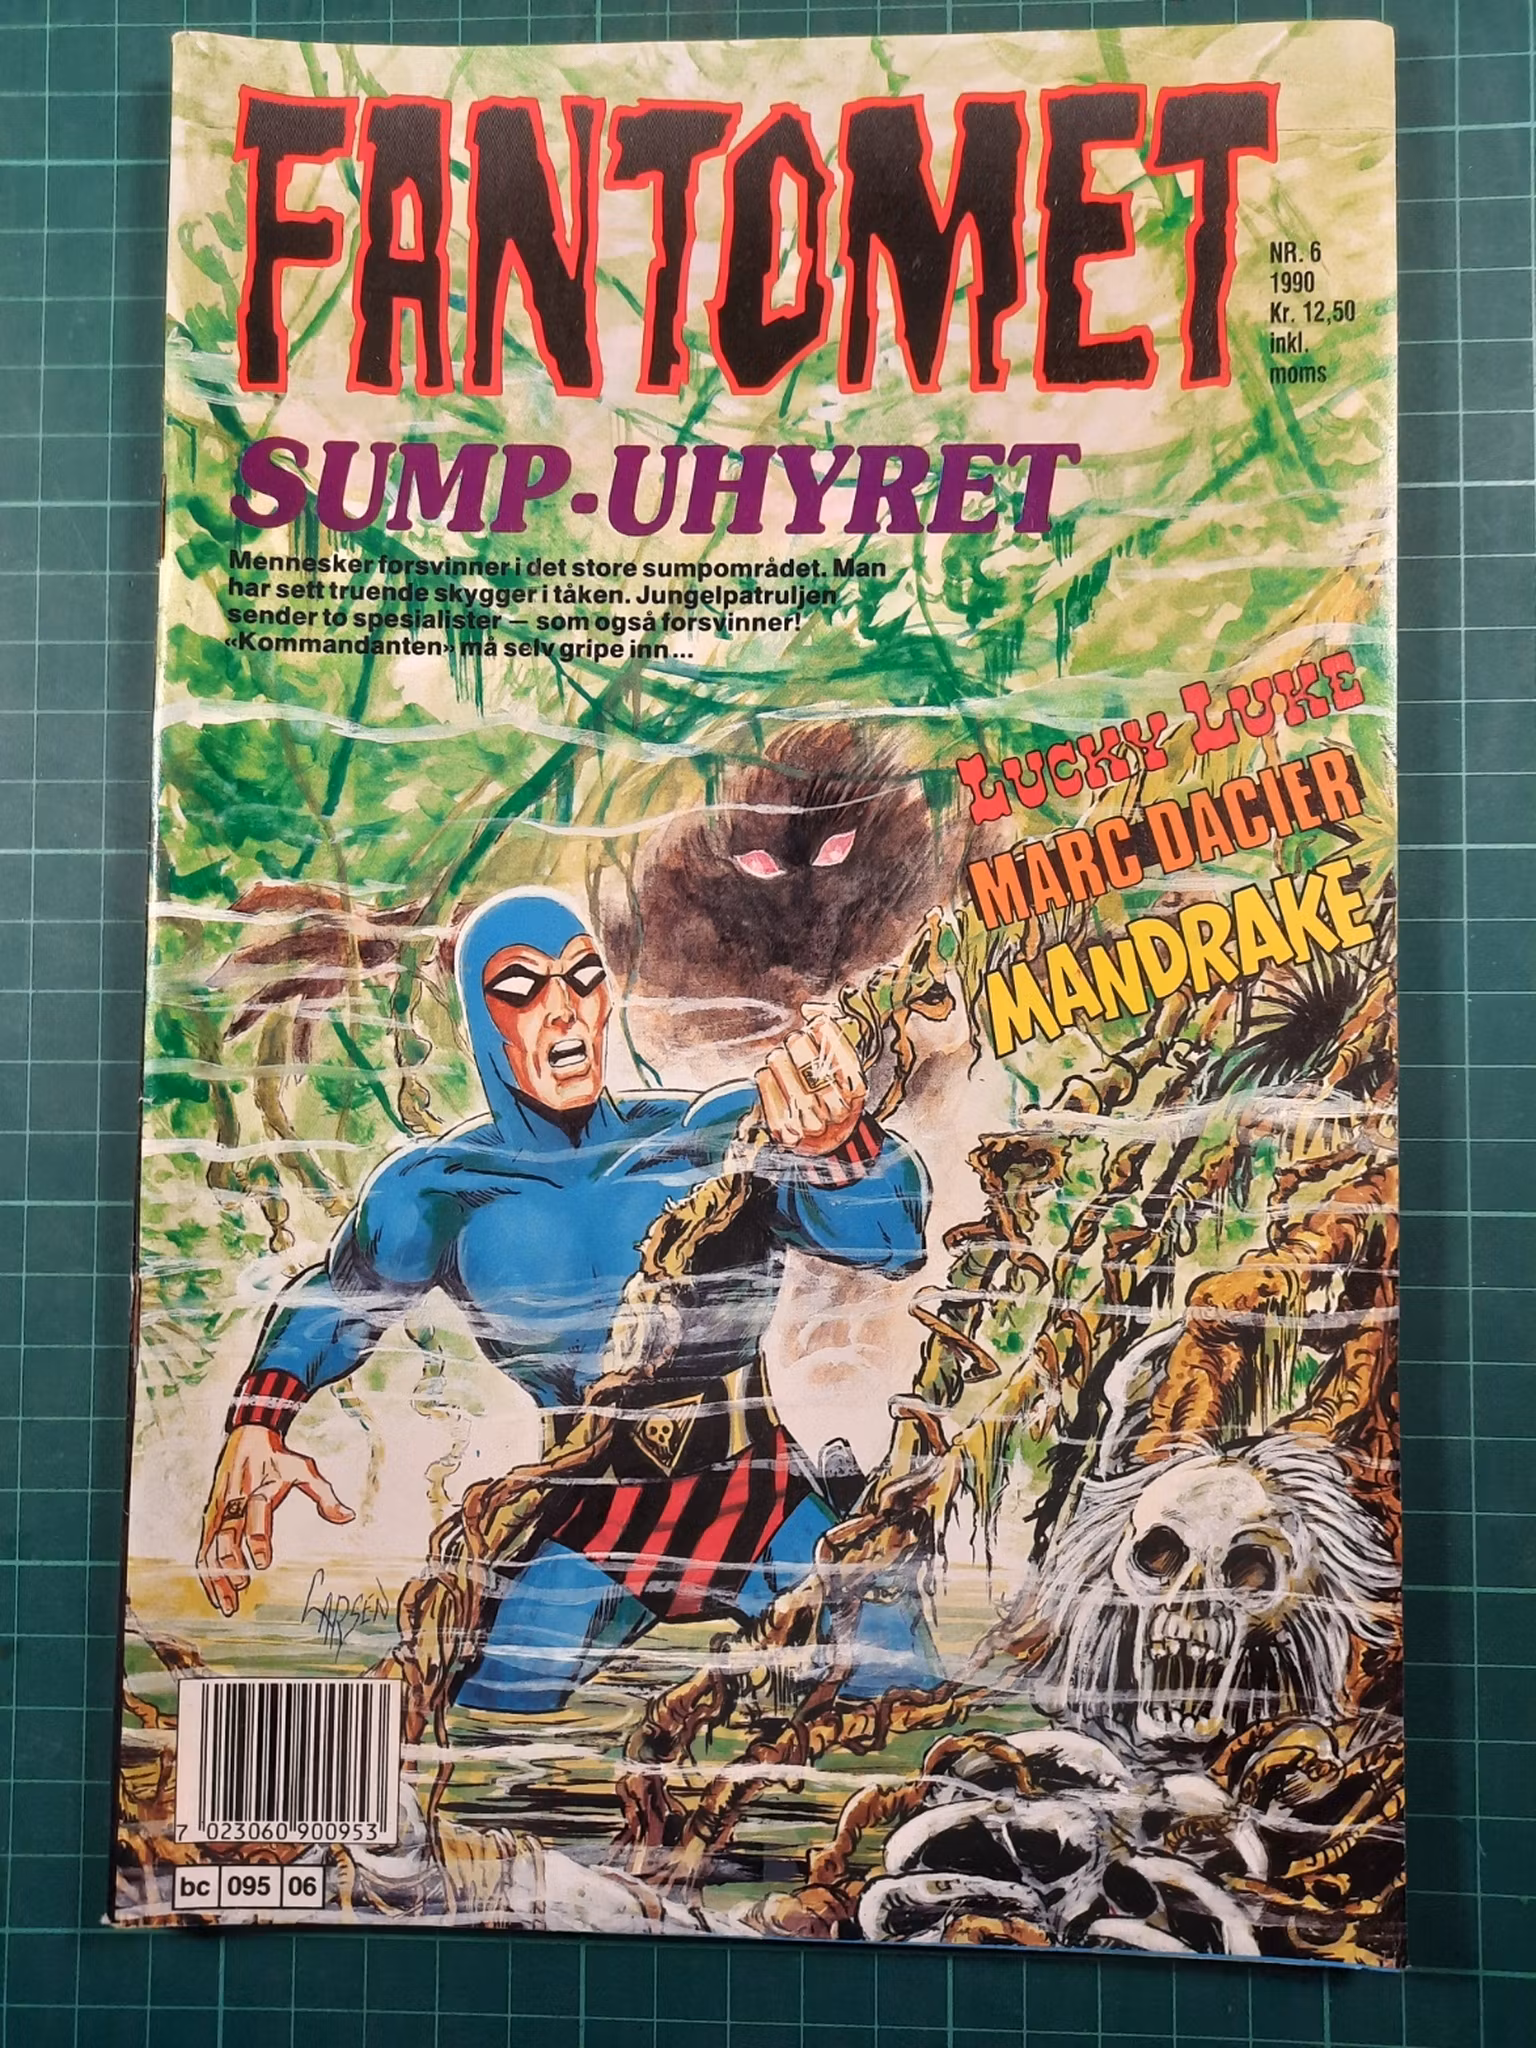 FANTOMET
NR. 6
1990
Kr. 12,50
inkl.
moms
SUMP-UHYRET
Mennesker forsvinner i det store sumpområdet. Man
har sett truende skygger i tåken. Jungelpatruljen
sender to spesialister — som også forsvinner!
«Kommandanten» må selv gripe inn...
LUCKY LUKE
MARC DACIER
MANDRAKE
LARSEN
7 023060 900953
bc 095 06